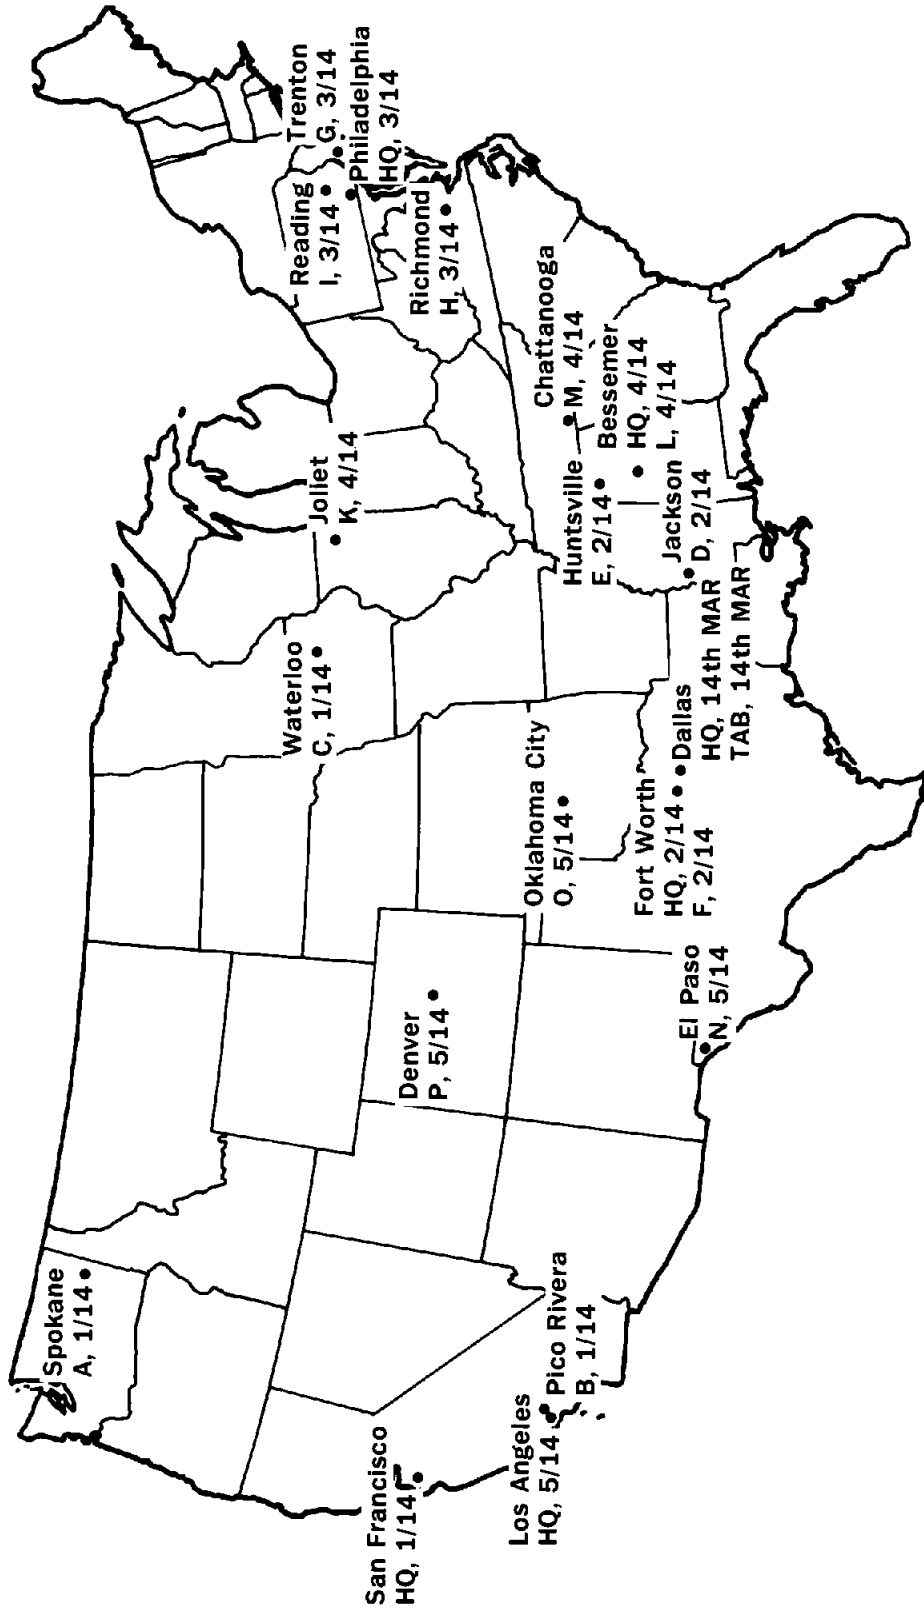 Spokane
A, 1/14
San Francisco
HQ, 1/14
Los Angeles
HQ, 5/14
Pico Rivera
B, 1/14
Denver
P, 5/14
El Paso
N, 5/14
Waterloo
C, 1/14
Oklahoma City
O, 5/14
Fort Worth
HQ, 2/14
F, 2/14
Dallas
HQ, 14th MAR
TAB, 14th MAR
Joliet
K, 4/14
Huntsville
E, 2/14
Jackson
D, 2/14
Chattanooga
M, 4/14
Bessemer
HQ, 4/14
L, 4/14
Reading
I, 3/14
Richmond
H, 3/14
Trenton
G, 3/14
Philadelphia
HQ, 3/14